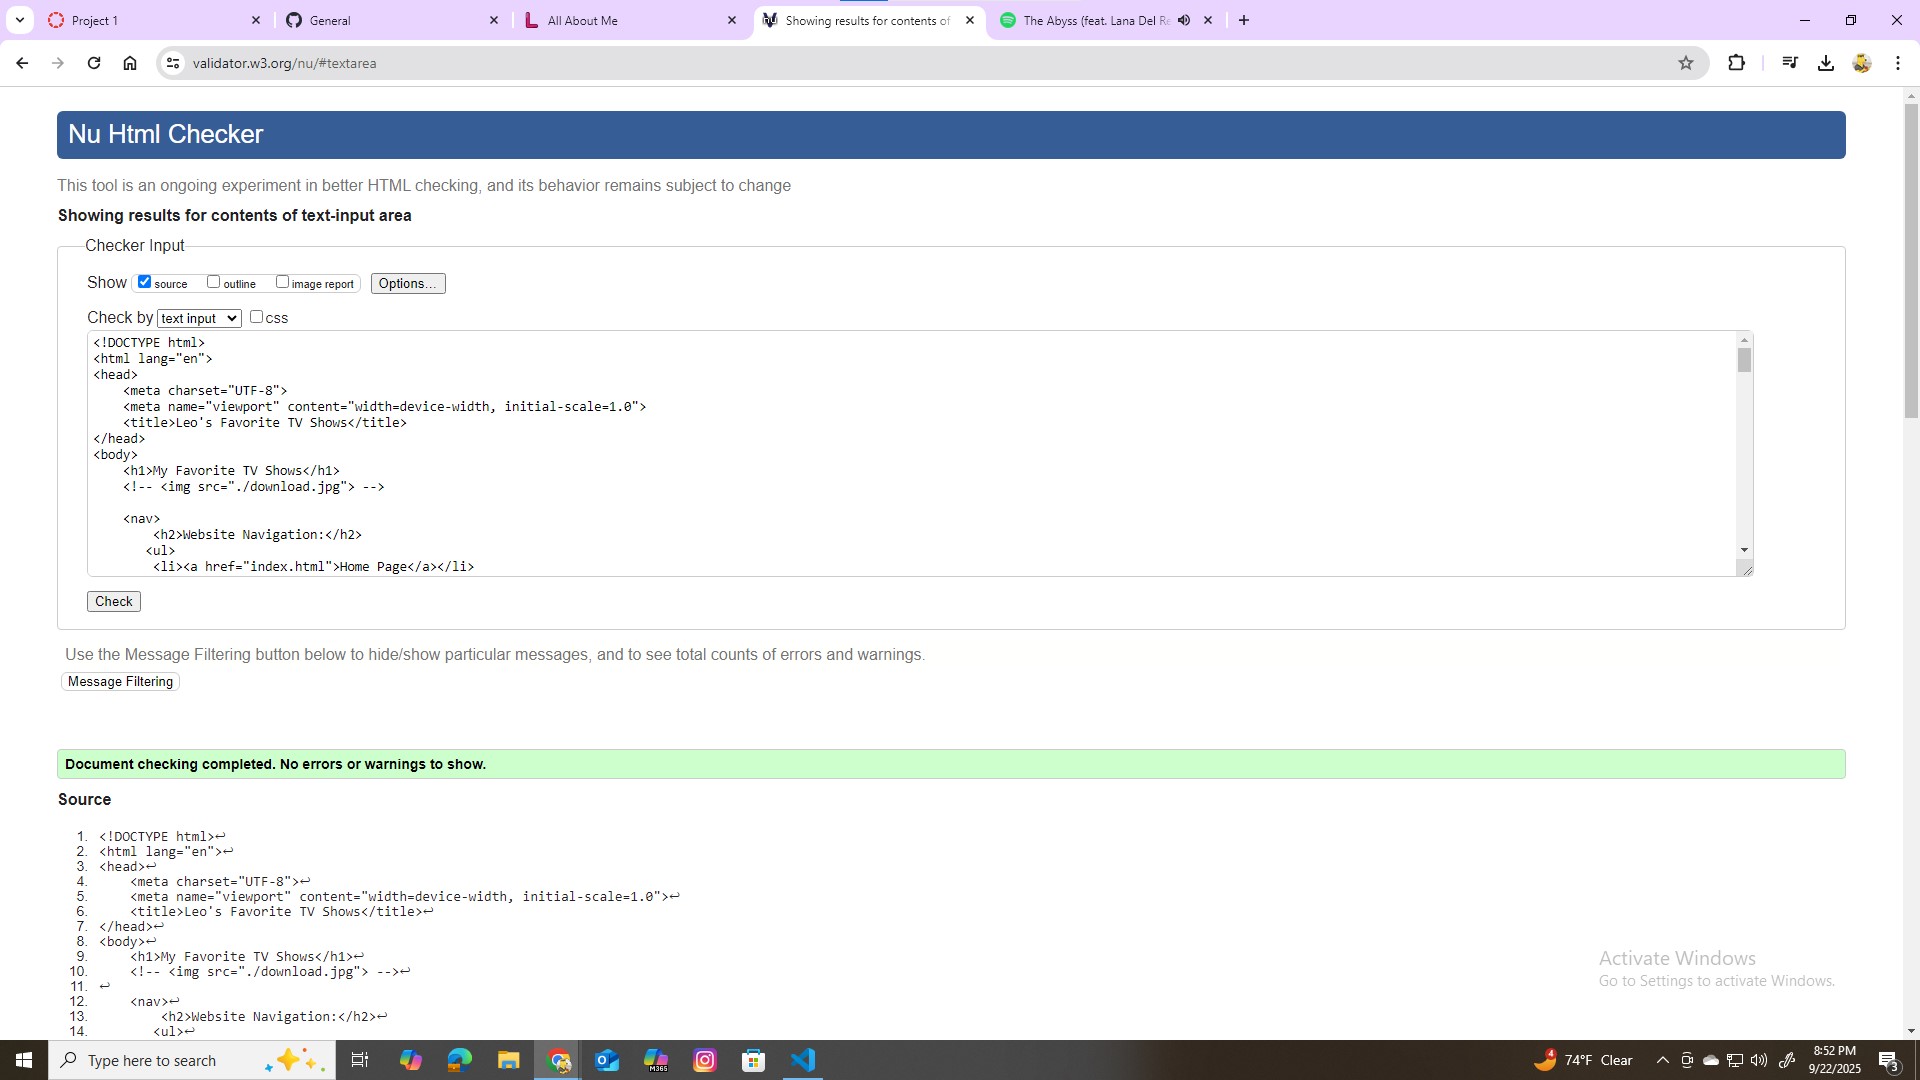 Project 1
General
All About Me
Showing results for contents of
The Abyss (feat. Lana Del Re
validator.w3.org/nu/#textarea
Nu Html Checker
This tool is an ongoing experiment in better HTML checking, and its behavior remains subject to change
Showing results for contents of text-input area
Checker Input
Show source outline image report Options...
Check by text input css
<!DOCTYPE html>
<html lang="en">
<head>
    <meta charset="UTF-8">
    <meta name="viewport" content="width=device-width, initial-scale=1.0">
    <title>Leo's Favorite TV Shows</title>
</head>
<body>
    <h1>My Favorite TV Shows</h1>
    <!-- <img src="./download.jpg"> -->
    <nav>
        <h2>Website Navigation:</h2>
       <ul>
        <li><a href="index.html">Home Page</a></li>
Check
Use the Message Filtering button below to hide/show particular messages, and to see total counts of errors and warnings.
Message Filtering
Document checking completed. No errors or warnings to show.
Source
1. <!DOCTYPE html>↩
2. <html lang="en">↩
3. <head>↩
4.     <meta charset="UTF-8">↩
5.     <meta name="viewport" content="width=device-width, initial-scale=1.0">↩
6.     <title>Leo's Favorite TV Shows</title>↩
7. </head>↩
8. <body>↩
9.     <h1>My Favorite TV Shows</h1>↩
10.     <!-- <img src="./download.jpg"> -->↩
11. ↩
12.     <nav>↩
13.         <h2>Website Navigation:</h2>↩
14.        <ul>↩
Activate Windows
Go to Settings to activate Windows.
Type here to search
M365
4
74°F Clear
8:52 PM
9/22/2025
3